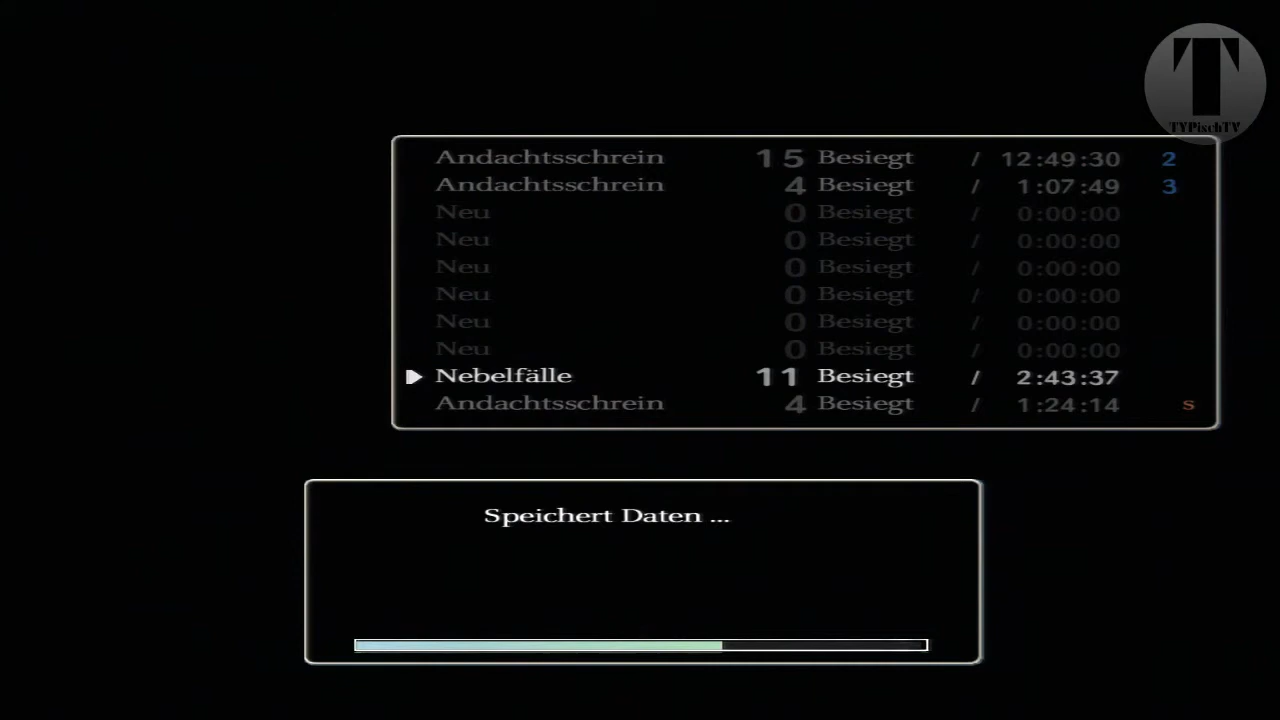 T
TYPischTV
Andachtsschrein 15 Besiegt / 12:49:30 2
Andachtsschrein 4 Besiegt / 1:07:49 3
Neu 0 Besiegt / 0:00:00
Neu 0 Besiegt / 0:00:00
Neu 0 Besiegt / 0:00:00
Neu 0 Besiegt / 0:00:00
Neu 0 Besiegt / 0:00:00
Neu 0 Besiegt / 0:00:00
Nebelfälle 11 Besiegt / 2:43:37
Andachtsschrein 4 Besiegt / 1:24:14 s
Speichert Daten ...